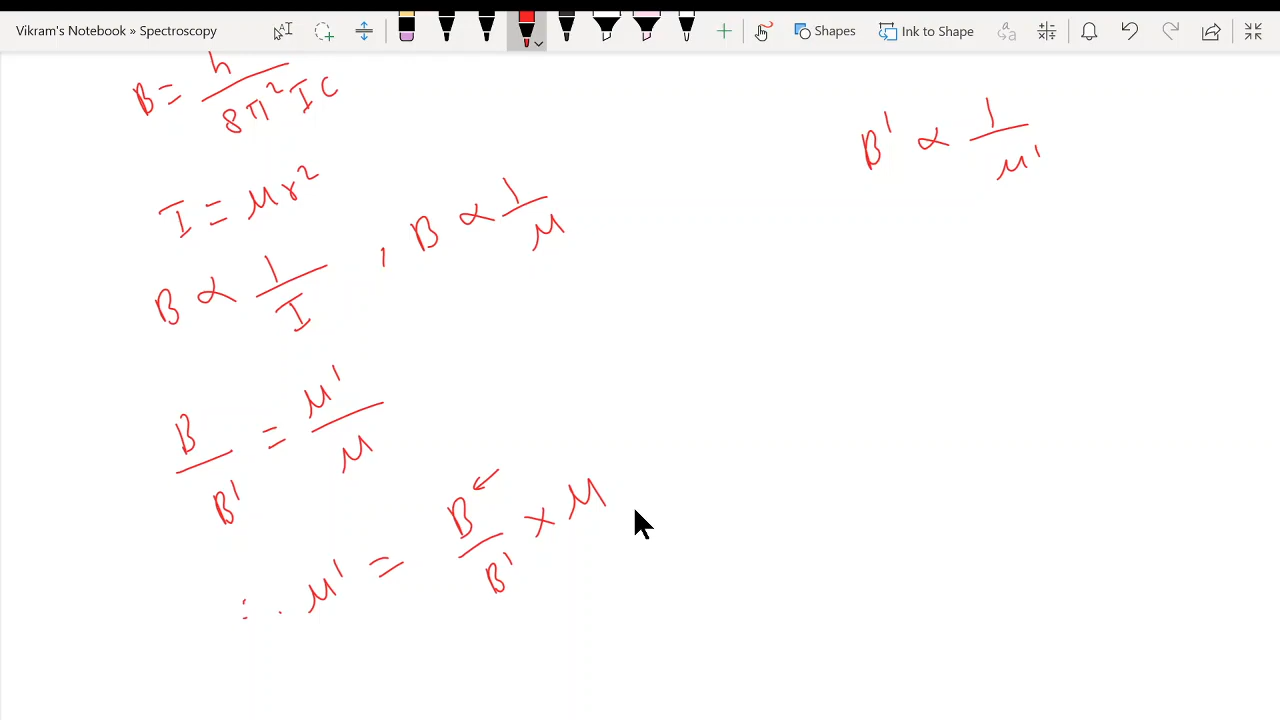 Vikram's Notebook » Spectroscopy
Shapes
Ink to Shape
B = h / 8π²Ic
B' ∝ 1/μ'
I = μr²
B ∝ 1/I , B ∝ 1/μ
B/B' = μ'/μ
∴ μ' = B/B' × μ